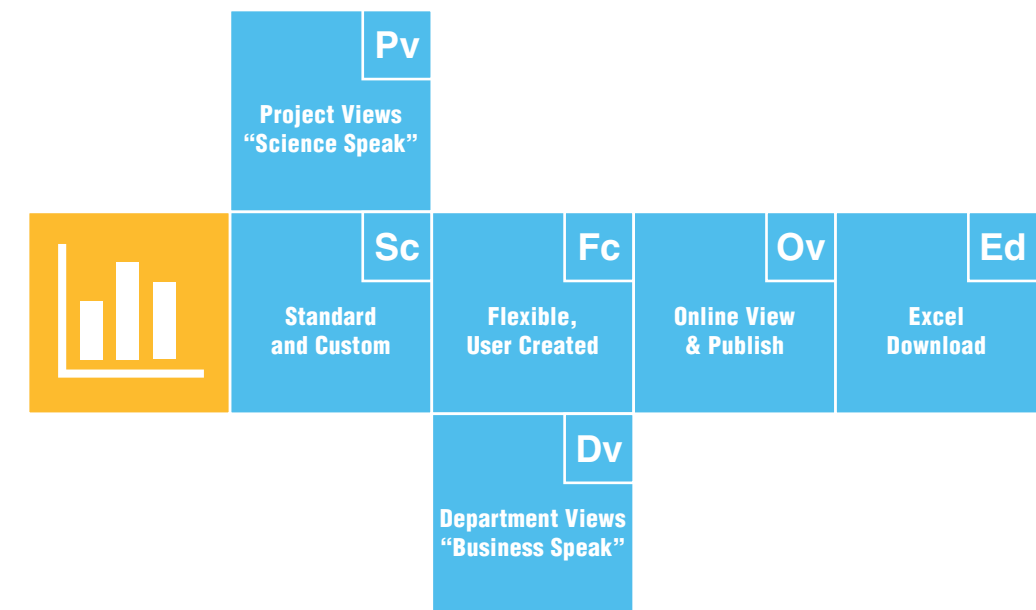 Pv
Project Views
“Science Speak”
Sc
Standard
and Custom
Fc
Flexible,
User Created
Ov
Online View
& Publish
Ed
Excel
Download
Dv
Department Views
“Business Speak”